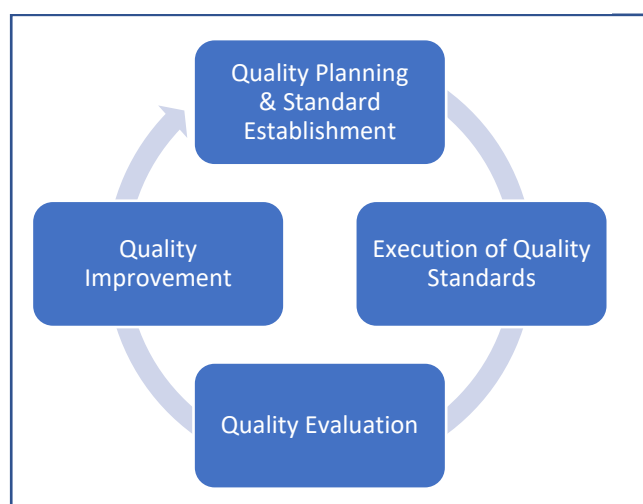 Quality Planning
& Standard
Establishment
Execution of Quality
Standards
Quality Evaluation
Quality
Improvement